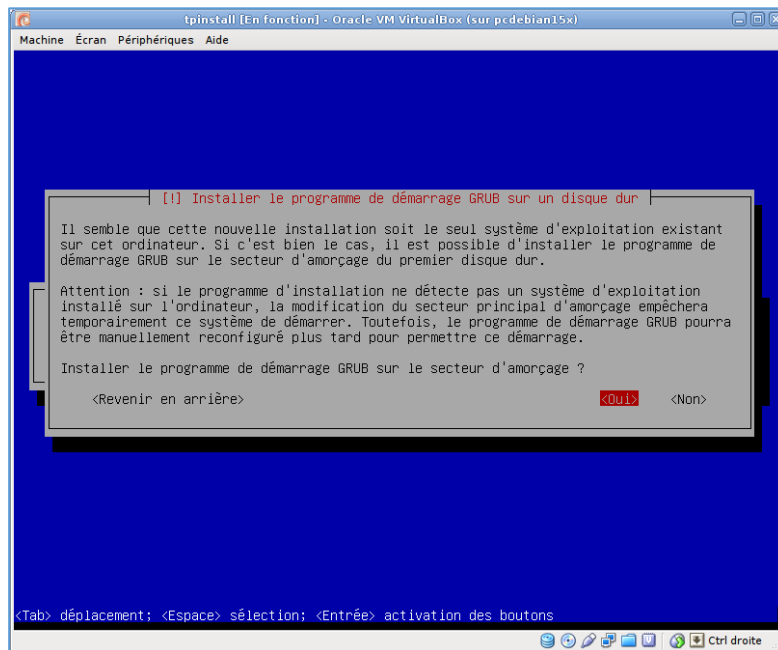 tpinstall [En fonction] - Oracle VM VirtualBox (sur pcdebian15x)
Machine Écran Périphériques Aide
[!] Installer le programme de démarrage GRUB sur un disque dur
Il semble que cette nouvelle installation soit le seul système d'exploitation existant
sur cet ordinateur. Si c'est bien le cas, il est possible d'installer le programme de
démarrage GRUB sur le secteur d'amorçage du premier disque dur.
Attention : si le programme d'installation ne détecte pas un système d'exploitation
installé sur l'ordinateur, la modification du secteur principal d'amorçage empêchera
temporairement ce système de démarrer. Toutefois, le programme de démarrage GRUB pourra
être manuellement reconfiguré plus tard pour permettre ce démarrage.
Installer le programme de démarrage GRUB sur le secteur d'amorçage ?
<Revenir en arrière> <Oui> <Non>
<Tab> déplacement; <Espace> sélection; <Entrée> activation des boutons
Ctrl droite